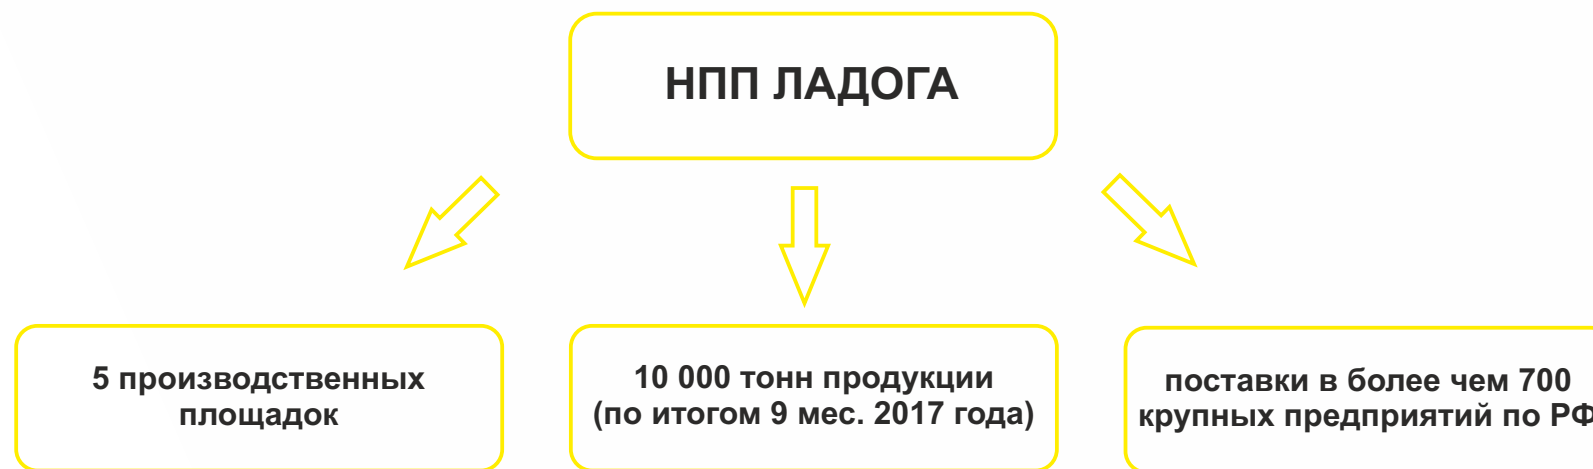 НПП ЛАДОГА
5 производственных
площадок
10 000 тонн продукции
(по итогом 9 мес. 2017 года)
поставки в более чем 700
крупных предприятий по РФ